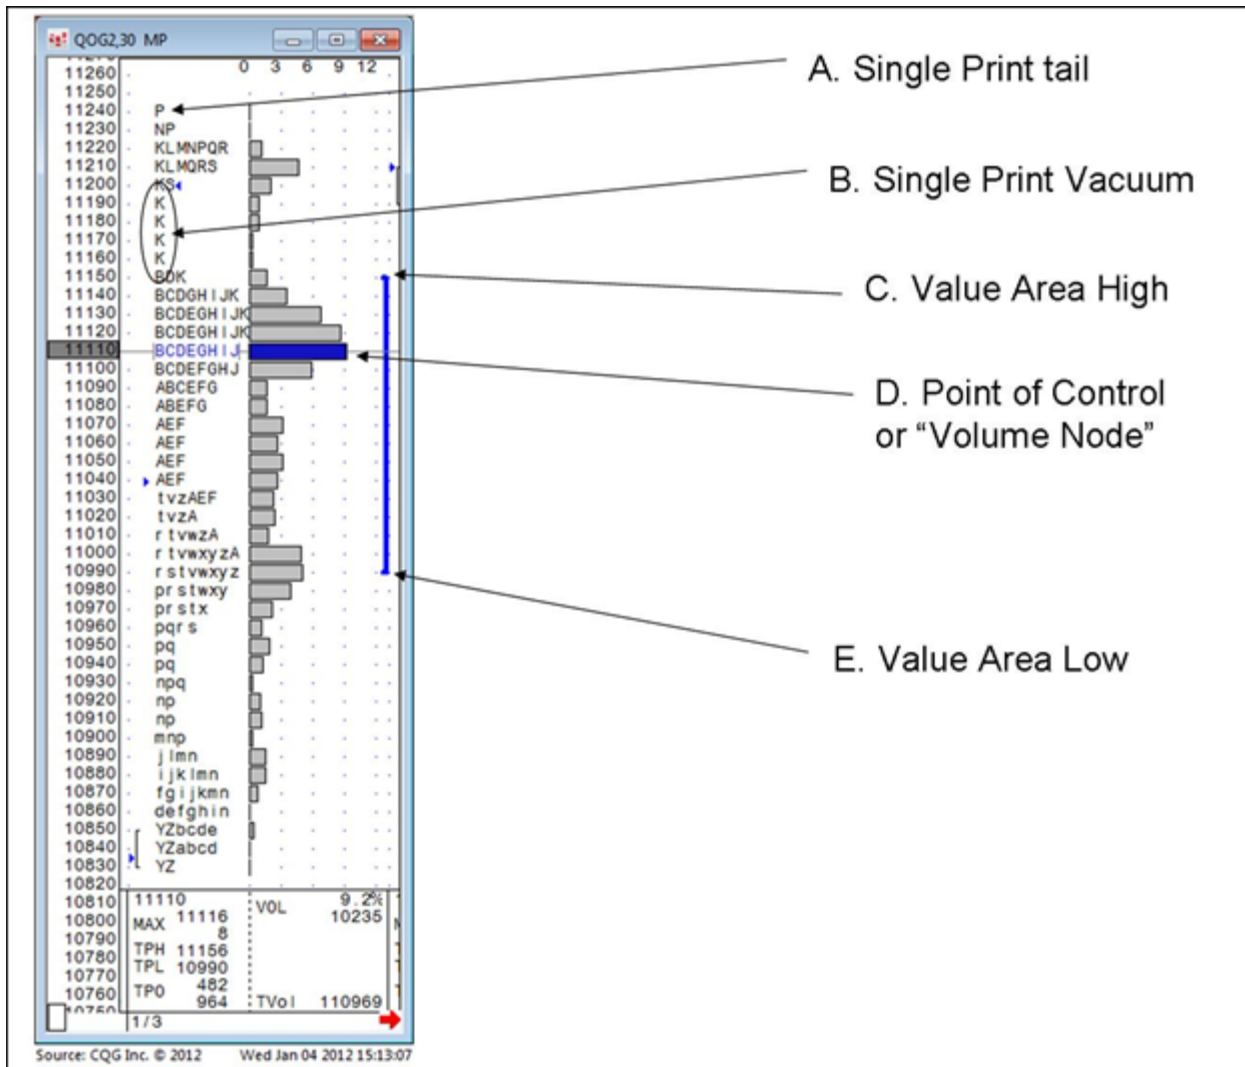 QOG2,30 MP
0 3 6 9 12
11260
11250
11240 P
11230 NP
11220 KLMNPQR
11210 KLMQRS
11200 KS
11190 K
11180 K
11170 K
11160 K
11150 BDK
11140 BCDGHIJK
11130 BCDEGHIJK
11120 BCDEGHIJK
11110 BCDEGHIJ
11100 BCDEFGHJ
11090 ABCEFG
11080 ABEFG
11070 AEF
11060 AEF
11050 AEF
11040 AEF
11030 tvzAEF
11020 tvzA
11010 rtvwzA
11000 rtvwxyzA
10990 rstvwxyz
10980 prstwxy
10970 prstx
10960 pqrs
10950 pq
10940 pq
10930 npq
10920 np
10910 np
10900 mnp
10890 jlmn
10880 ijklmn
10870 fgijkmn
10860 defghin
10850 YZbcde
10840 YZabcd
10830 YZ
10820
10810
10800
10790
10780
10770
10760
10750
11110
MAX 11116
8
TPH 11156
TPL 10990
TPO 482
964
VOL 9.2%
10235
TVol 110969
1/3
A. Single Print tail
B. Single Print Vacuum
C. Value Area High
D. Point of Control
or “Volume Node”
E. Value Area Low
Source: CQG Inc. © 2012 Wed Jan 04 2012 15:13:07